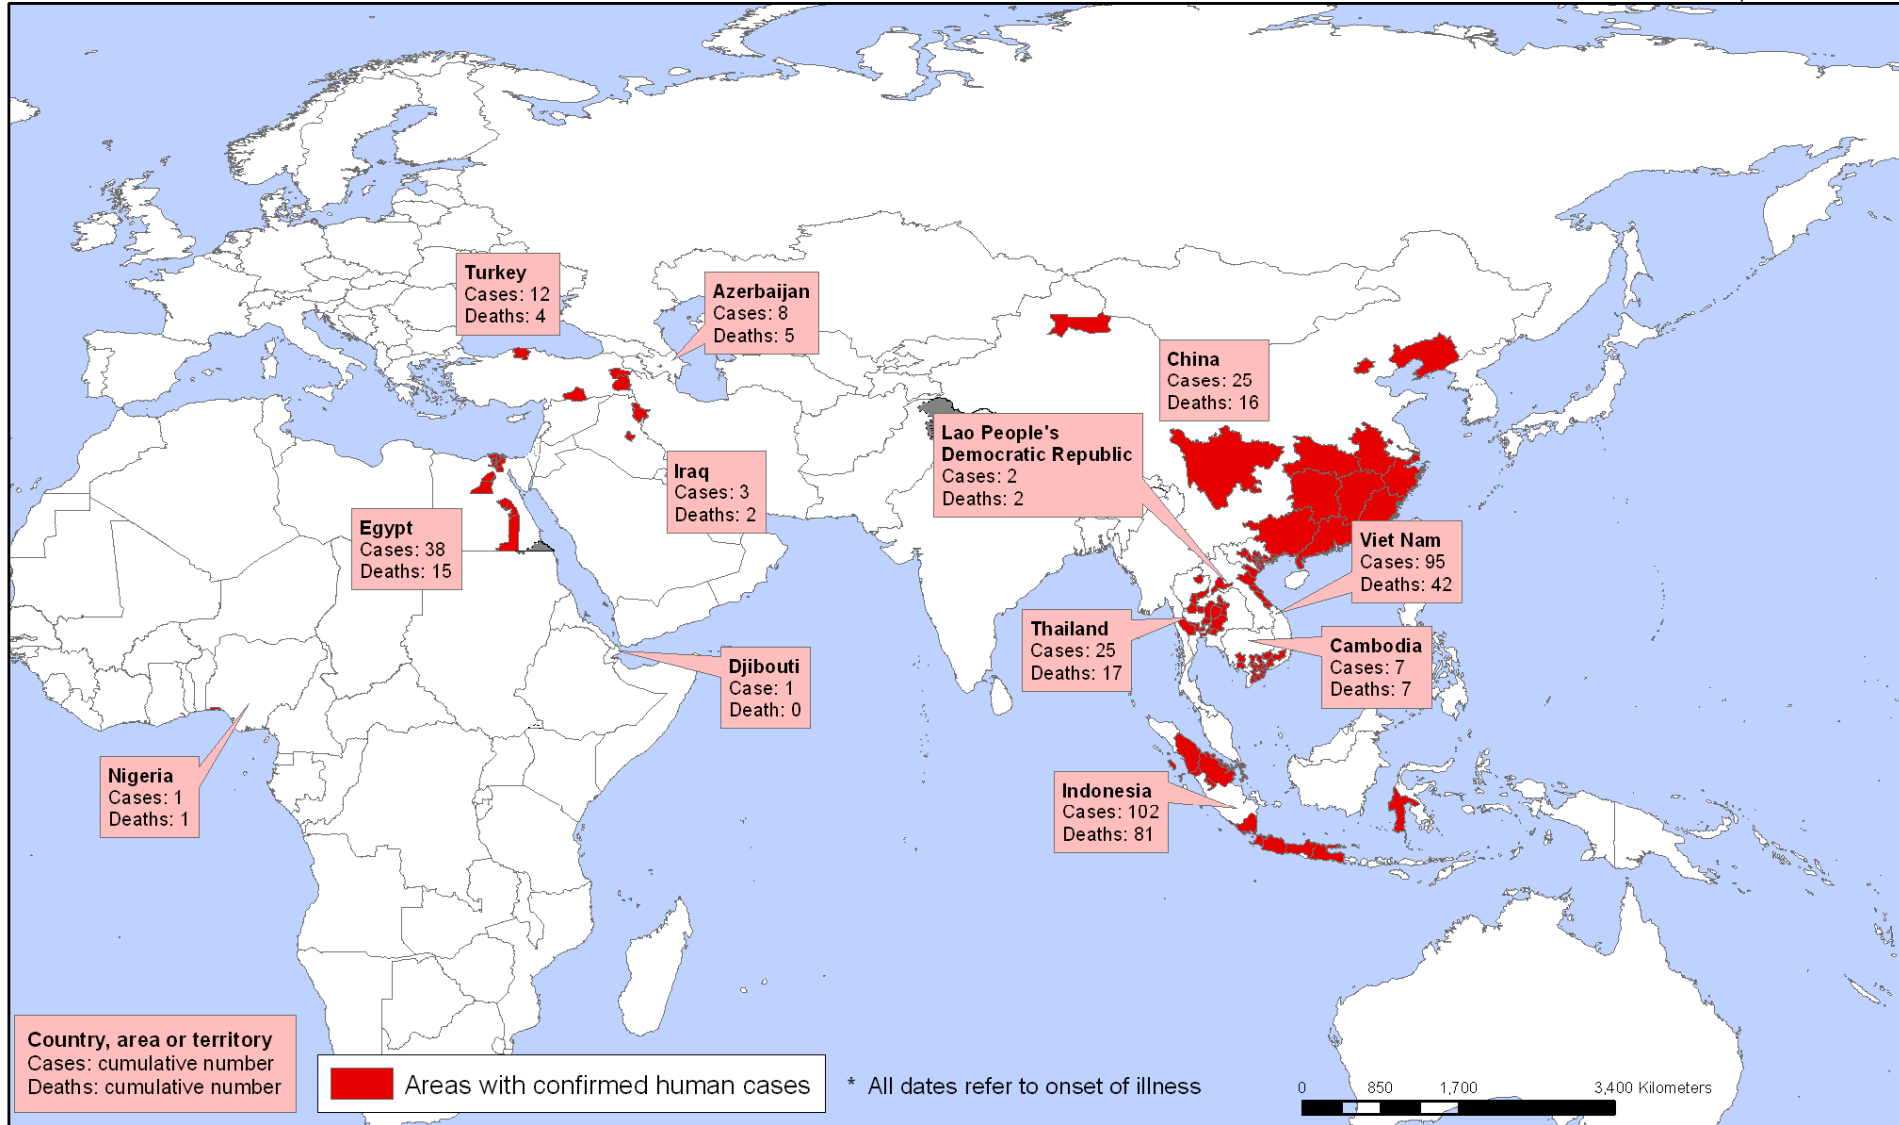 Turkey
Cases: 12
Deaths: 4
Azerbaijan
Cases: 8
Deaths: 5
China
Cases: 25
Deaths: 16
Lao People's
Democratic Republic
Cases: 2
Deaths: 2
Iraq
Cases: 3
Deaths: 2
Egypt
Cases: 38
Deaths: 15
Viet Nam
Cases: 95
Deaths: 42
Thailand
Cases: 25
Deaths: 17
Cambodia
Cases: 7
Deaths: 7
Djibouti
Case: 1
Death: 0
Nigeria
Cases: 1
Deaths: 1
Indonesia
Cases: 102
Deaths: 81
Country, area or territory
Cases: cumulative number
Deaths: cumulative number
Areas with confirmed human cases
* All dates refer to onset of illness
0 850 1,700 3,400 Kilometers